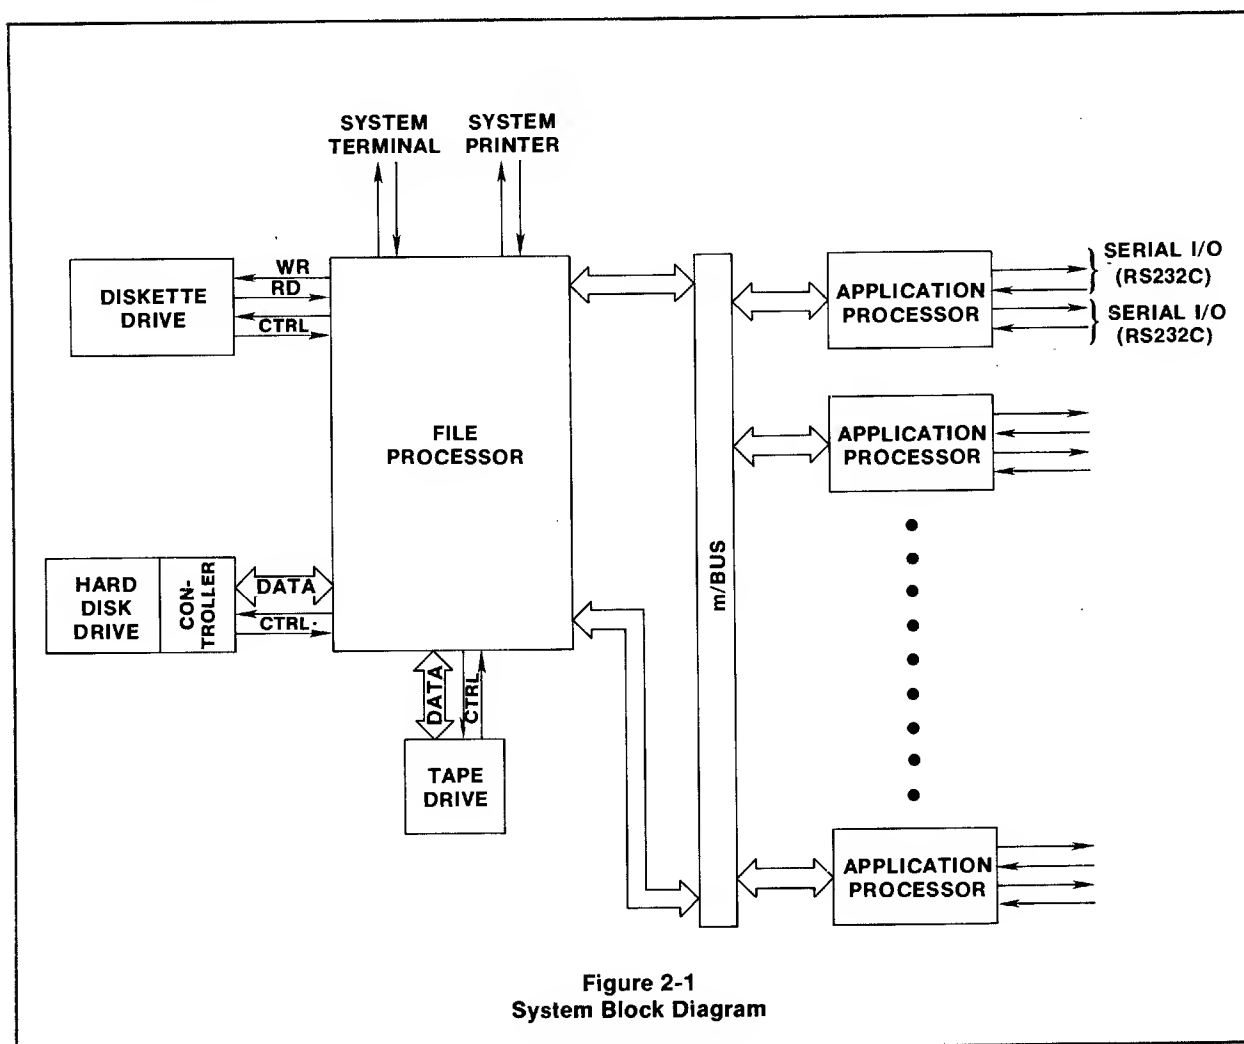 SYSTEM
TERMINAL
SYSTEM
PRINTER
DISKETTE
DRIVE
WR
RD
CTRL
FILE
PROCESSOR
HARD
DISK
DRIVE
CON-
TROLLER
DATA
CTRL
DATA
CTRL
TAPE
DRIVE
m/BUS
APPLICATION
PROCESSOR
SERIAL I/O
(RS232C)
SERIAL I/O
(RS232C)
APPLICATION
PROCESSOR
APPLICATION
PROCESSOR
Figure 2-1
System Block Diagram